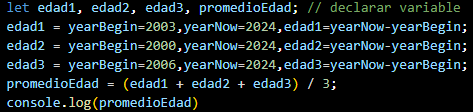 let edad1, edad2, edad3, promedioEdad; // declarar variable
edad1 = yearBegin=2003,yearNow=2024,edad1=yearNow-yearBegin;
edad2 = yearBegin=2000,yearNow=2024,edad2=yearNow-yearBegin;
edad3 = yearBegin=2006,yearNow=2024,edad3=yearNow-yearBegin;
promedioEdad = (edad1 + edad2 + edad3) / 3;
console.log(promedioEdad)